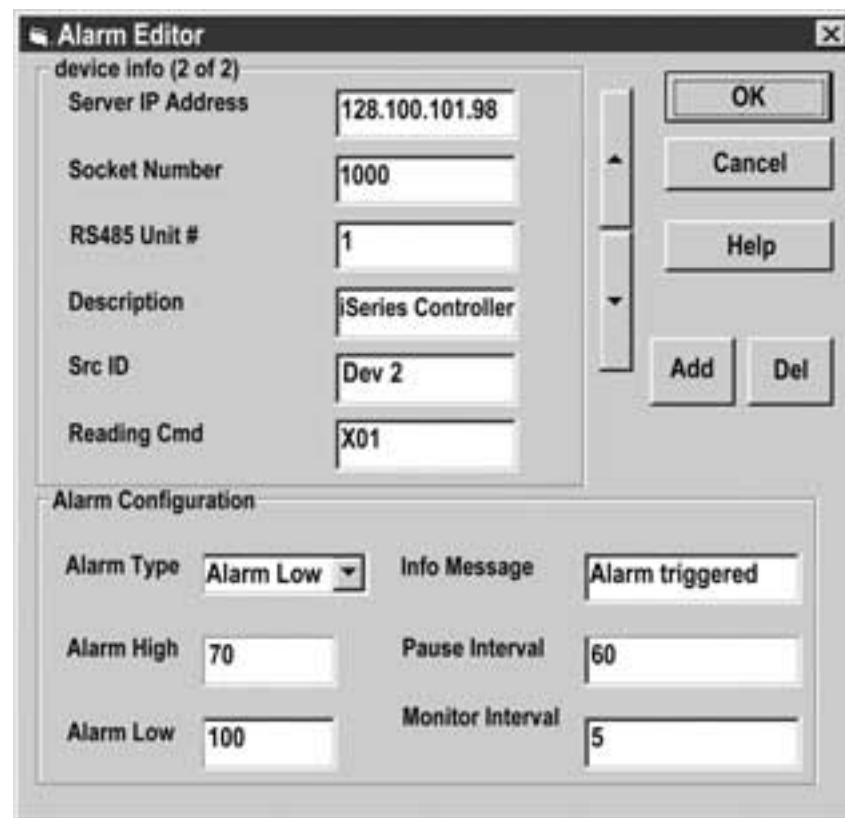 Alarm Editor
device info (2 of 2)
Server IP Address 128.100.101.98
Socket Number 1000
RS485 Unit # 1
Description iSeries Controller
Src ID Dev 2
Reading Cmd X01
OK
Cancel
Help
Add Del
Alarm Configuration
Alarm Type Alarm Low Info Message Alarm triggered
Alarm High 70 Pause Interval 60
Alarm Low 100 Monitor Interval 5